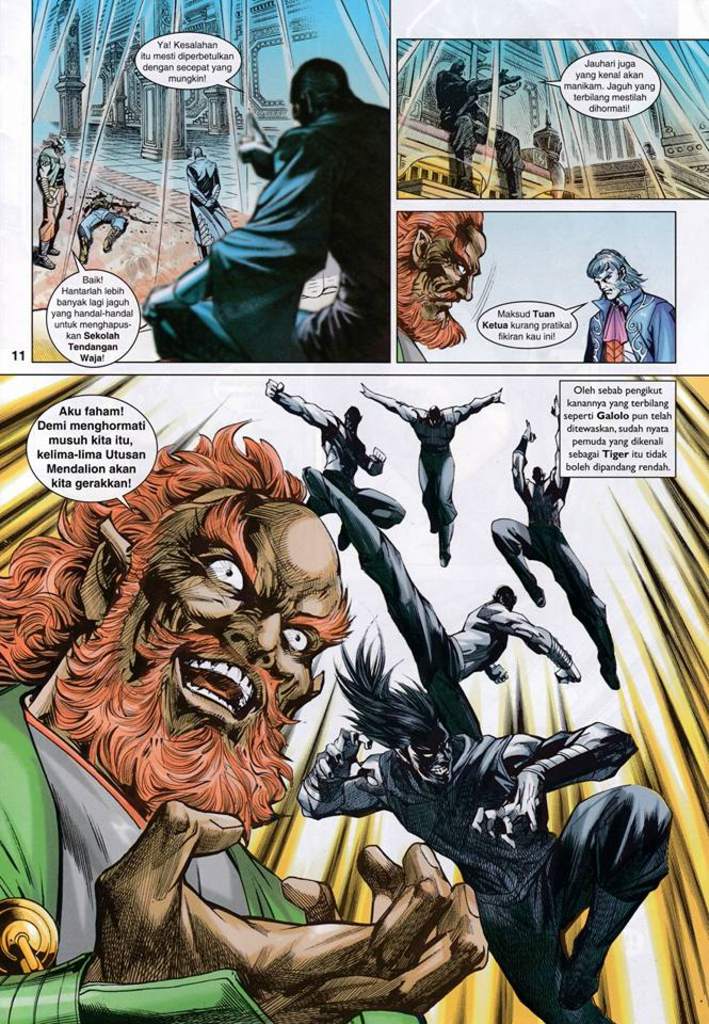 Ya! Kesalahan
itu mesti diperbetulkan
dengan secepat yang
mungkin!
Baik!
Hantarlah lebih
banyak lagi jaguh
yang handal-handal
untuk menghapus-
kan Sekolah
Tendangan
Waja!
Jauhari juga
yang kenal akan
manikam. Jaguh yang
terbilang mestilah
dihormati!
Maksud Tuan
Ketua kurang pratikal
fikiran kau ini!
11
Aku faham!
Demi menghormati
musuh kita itu,
kelima-lima Utusan
Mendalion akan
kita gerakkan!
Oleh sebab pengikut
kanannya yang terbilang
seperti Galolo pun telah
ditewaskan, sudah nyata
pemuda yang dikenali
sebagai Tiger itu tidak
boleh dipandang rendah.